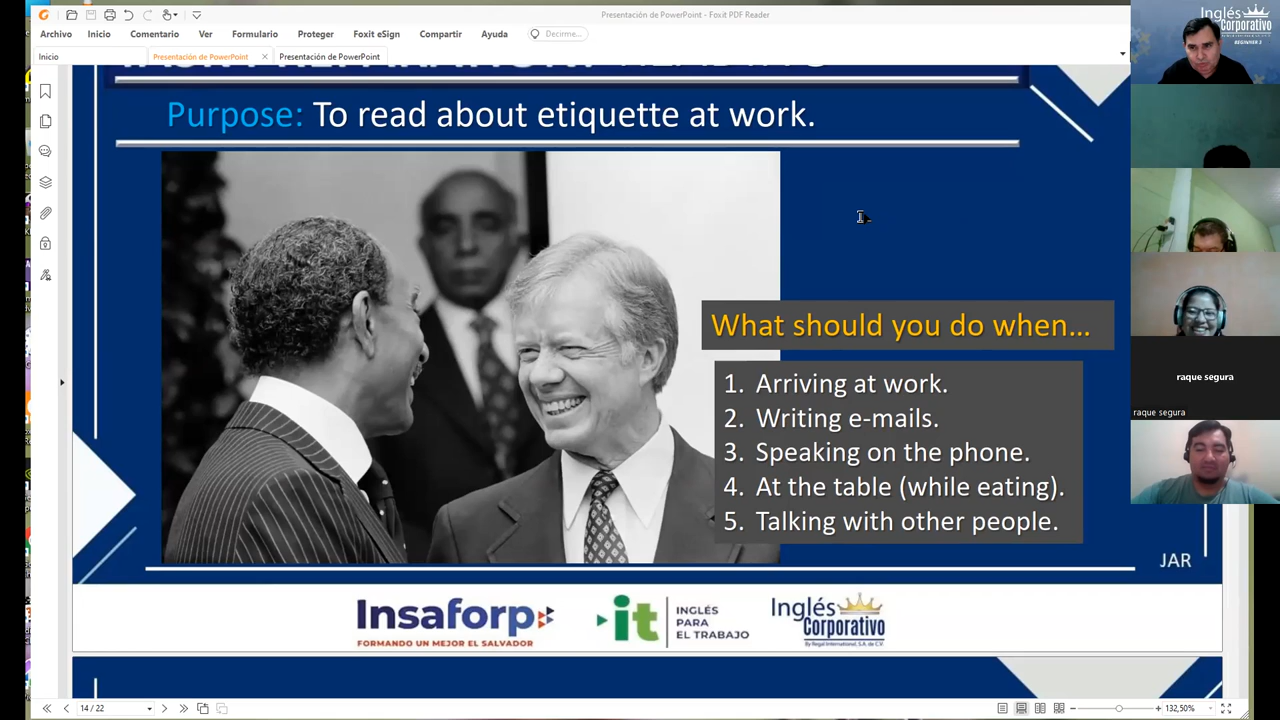 Presentación de PowerPoint - Foxit PDF Reader
Archivo Inicio Comentario Ver Formulario Proteger Foxit eSign Compartir Ayuda Decirme...
Inicio Presentación de PowerPoint Presentación de PowerPoint
Purpose: To read about etiquette at work.
What should you do when...
1. Arriving at work.
2. Writing e-mails.
3. Speaking on the phone.
4. At the table (while eating).
5. Talking with other people.
JAR
Insaforp
FORMANDO UN MEJOR EL SALVADOR
it
INGLÉS
PARA
EL TRABAJO
Inglés
Corporativo
By Regal International, S.A. de C.V.
14 / 22
132,50%
Inglés
Corporativo
BEGINNER 2
raque segura
raque segura